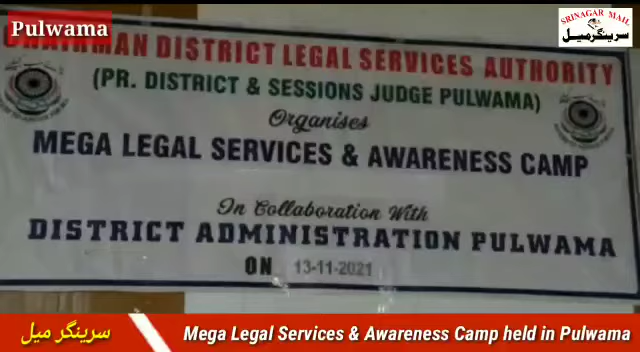 Pulwama
SRINAGAR MAIL
سرینگر میل
CHAIRMAN DISTRICT LEGAL SERVICES AUTHORITY
(PR. DISTRICT & SESSIONS JUDGE PULWAMA)
Organises
MEGA LEGAL SERVICES & AWARENESS CAMP
In Collaboration With
DISTRICT ADMINISTRATION PULWAMA
ON 13-11-2021
سرینگر میل
Mega Legal Services & Awareness Camp held in Pulwama